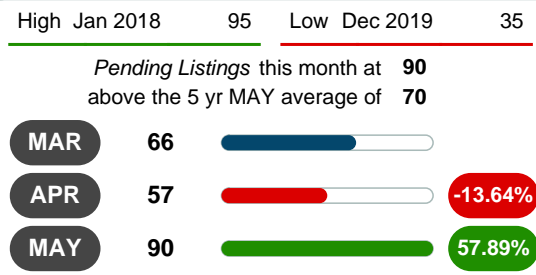 High Jan 2018 95 Low Dec 2019 35
Pending Listings this month at 90
above the 5 yr MAY average of 70
MAR 66
APR 57 -13.64%
MAY 90 57.89%